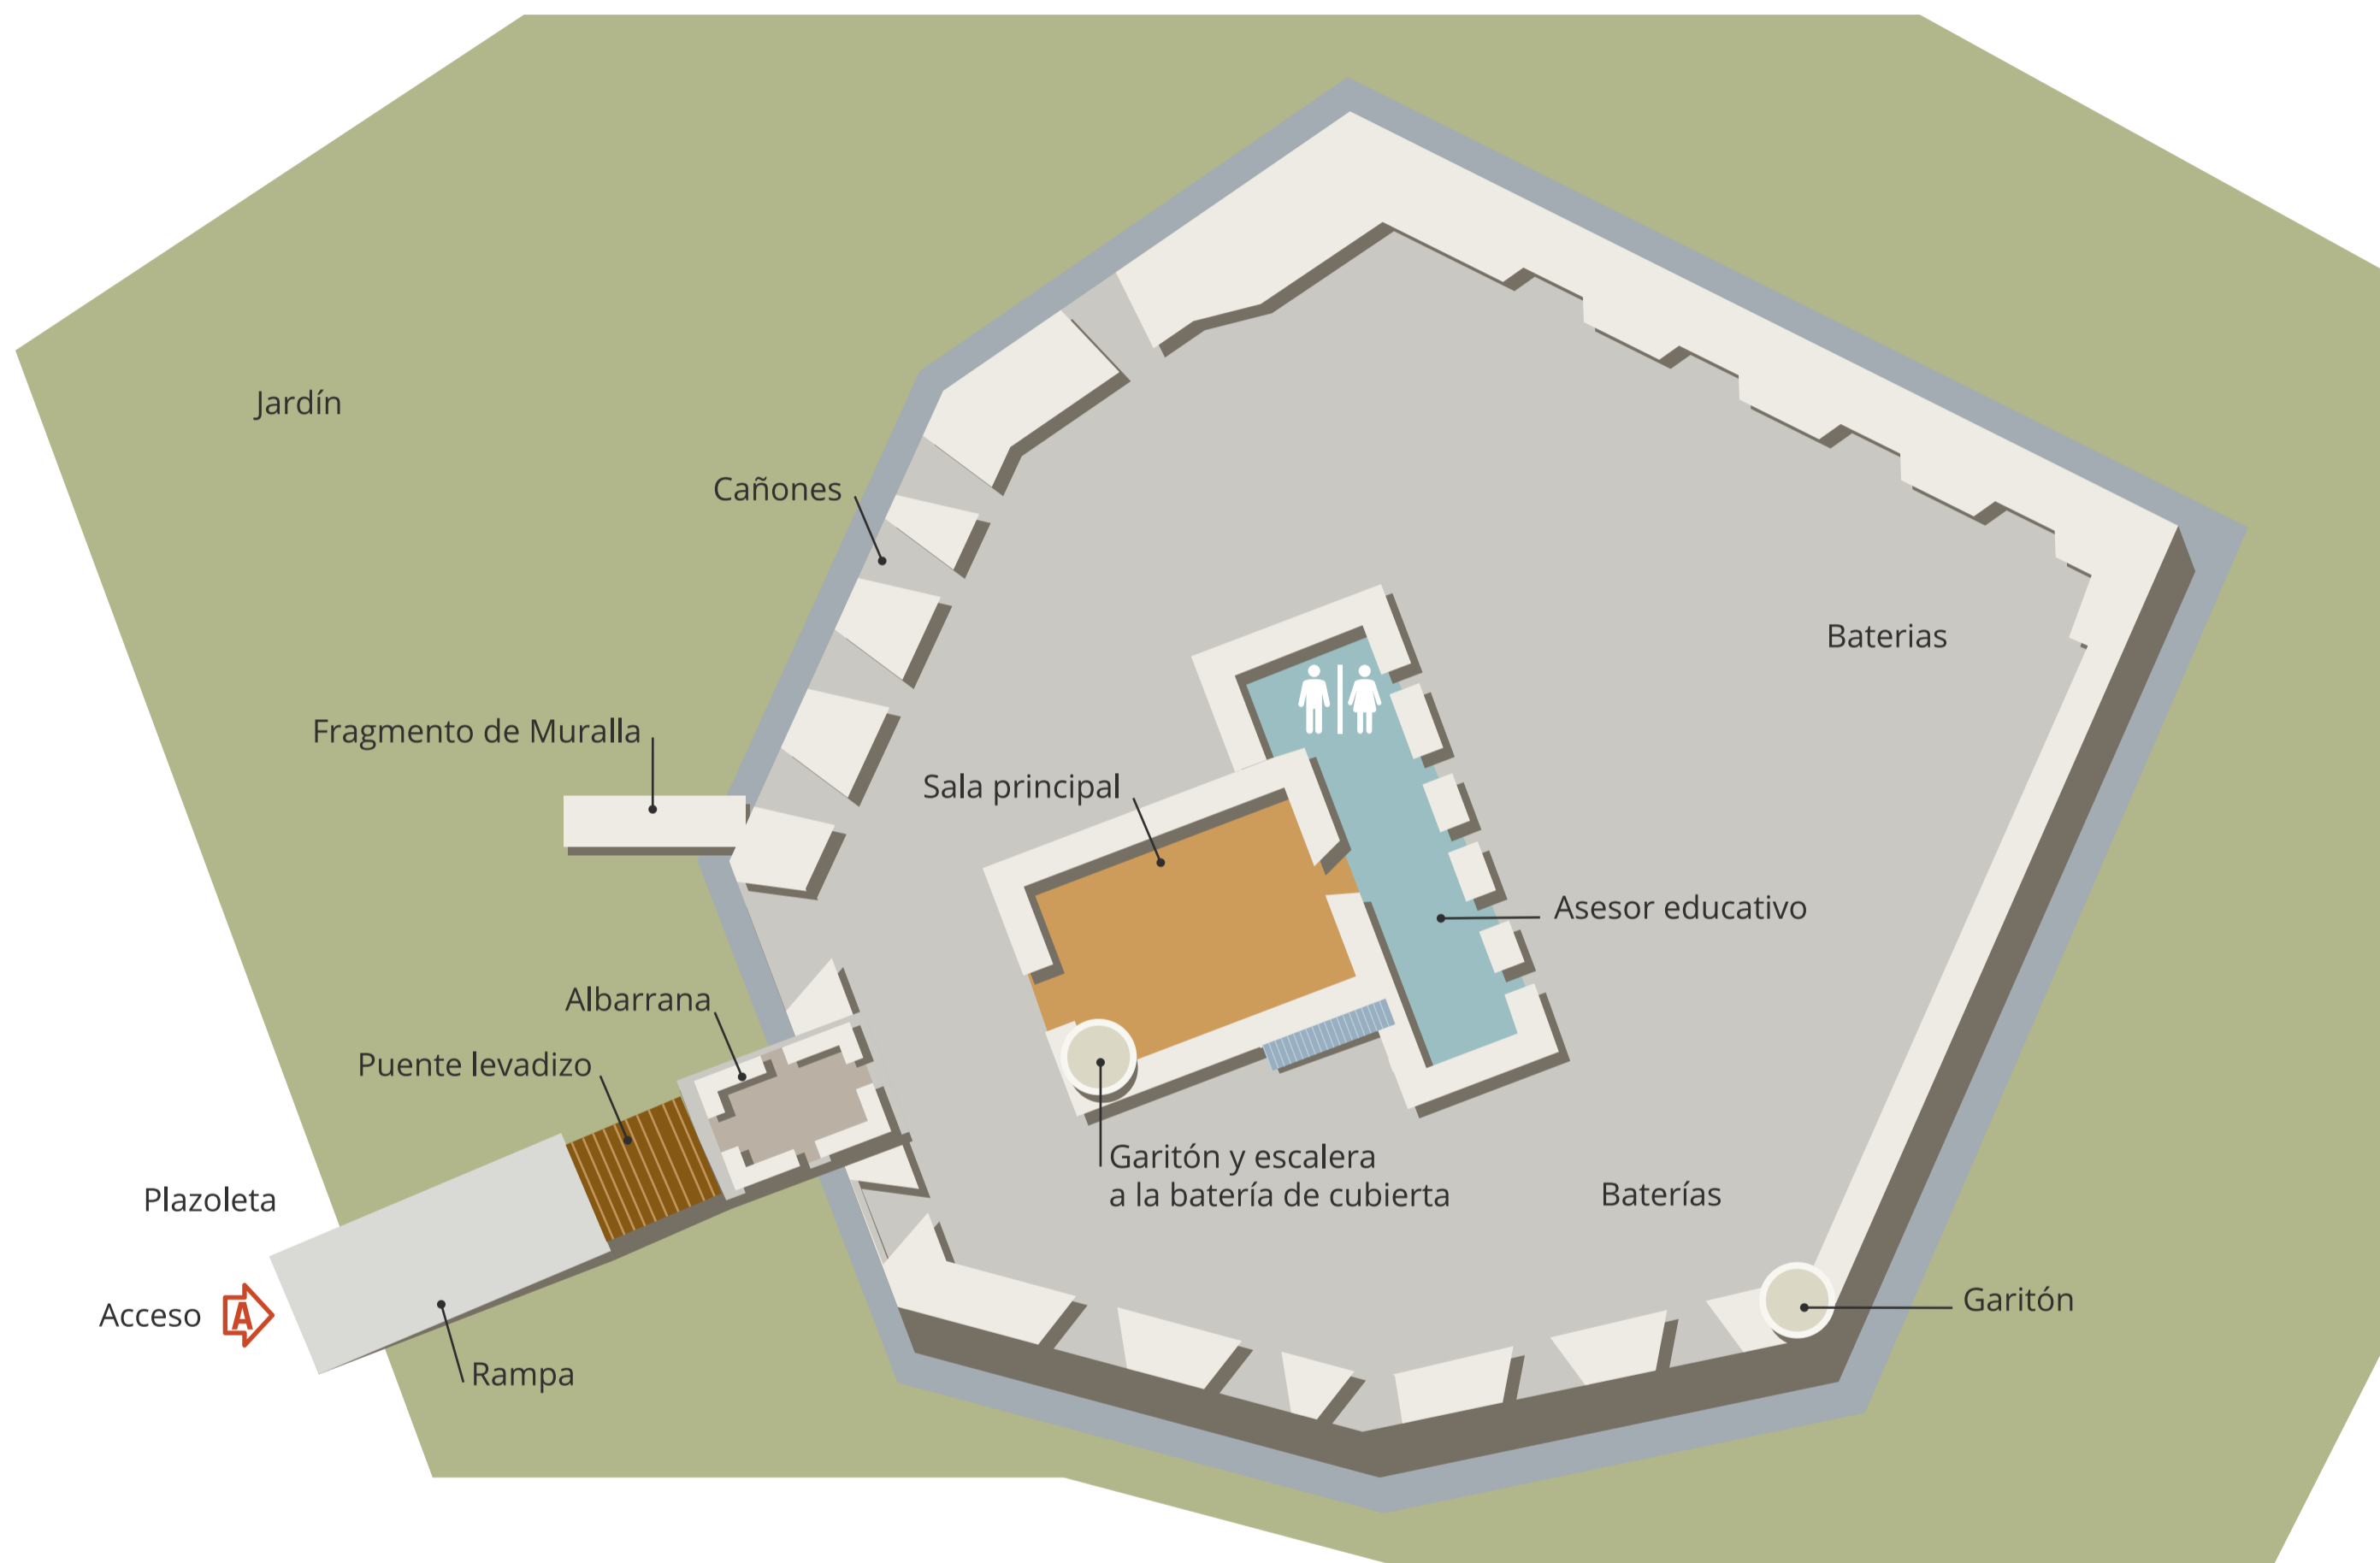 Jardín
Cañones
Baterias
Fragmento de Muralla
Sala principal
Asesor educativo
Albarrana
Puente levadizo
Garitón y escalera
a la batería de cubierta
Plazoleta
Baterías
Garitón
Acceso
A
Rampa